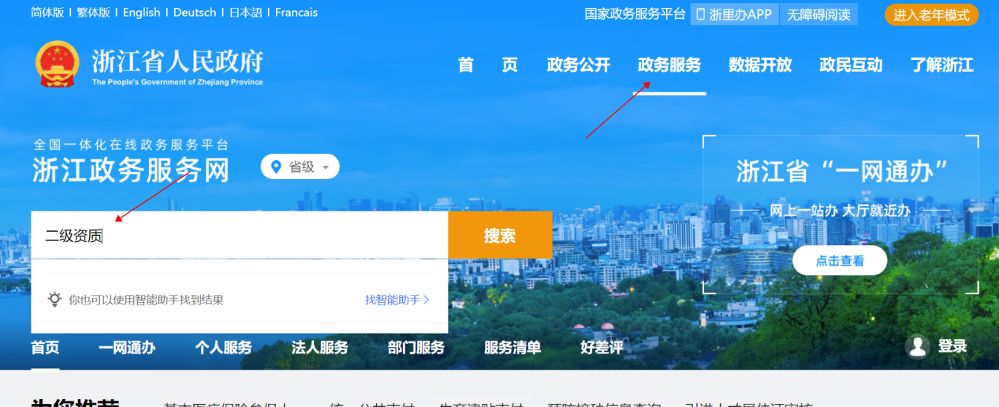 简体版 | 繁体版 | English | Deutsch | 日本語 | Francais
国家政务服务平台 浙里办APP 无障碍阅读 进入老年模式
浙江省人民政府
The People's Government of Zhejiang Province
首 页 政务公开 政务服务 数据开放 政民互动 了解浙江
全国一体化在线政务服务平台
浙江政务服务网
省级
浙江省“一网通办”
网上一站办 大厅就近办
点击查看
二级资质
搜索
你也可以使用智能助手找到结果
找智能助手
首页 一网通办 个人服务 法人服务 部门服务 服务清单 好差评
登录
为您推荐